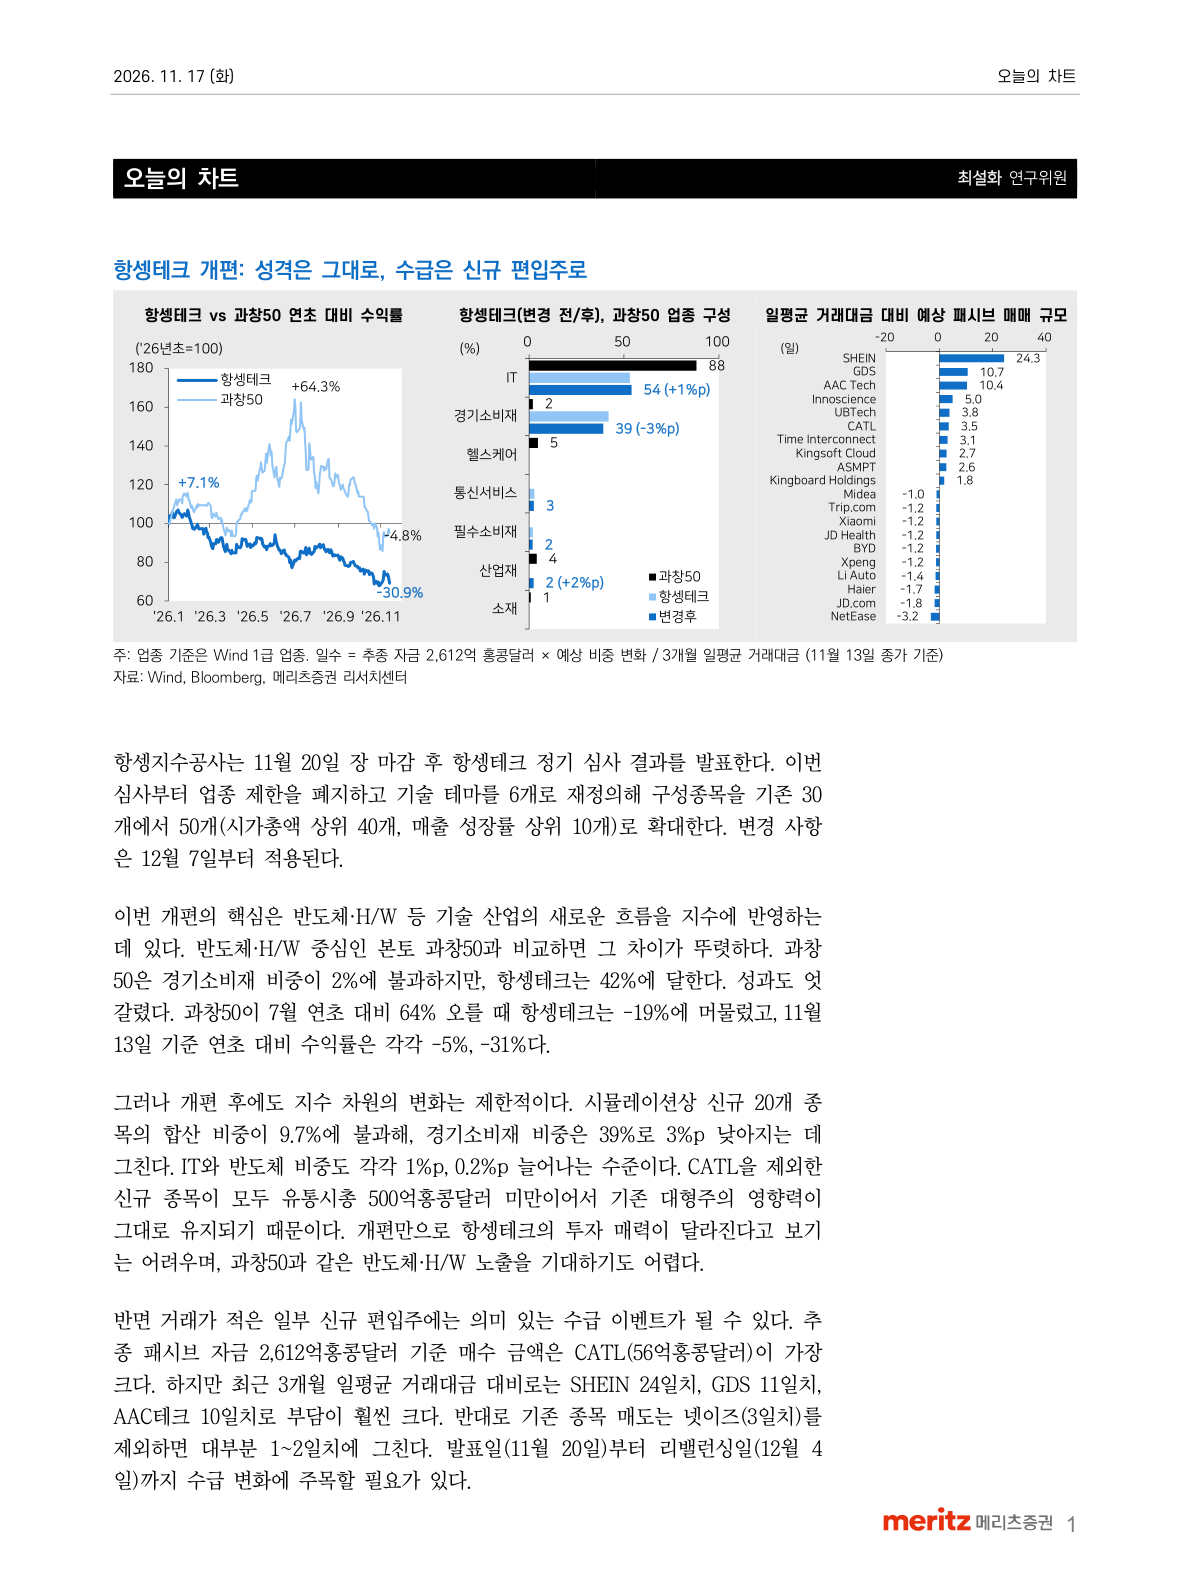 2026. 11. 17 (화)
오늘의 차트
오늘의 차트
최설화 연구위원
항셍테크 개편: 성격은 그대로, 수급은 신규 편입주로
항셍테크 vs 과창50 연초 대비 수익률
('26년초=100)
180
160
140
120
100
80
60
항셍테크
과창50
+64.3%
+7.1%
-4.8%
-30.9%
'26.1 '26.3 '26.5 '26.7 '26.9 '26.11
항셍테크(변경 전/후), 과창50 업종 구성
(%)
0 50 100
IT
88
54 (+1%p)
경기소비재
2
39 (-3%p)
헬스케어
5
통신서비스
3
필수소비재
2
산업재
4
2 (+2%p)
소재
1
과창50
항셍테크
변경후
일평균 거래대금 대비 예상 패시브 매매 규모
(일)
-20 0 20 40
SHEIN 24.3
GDS 10.7
AAC Tech 10.4
Innoscience 5.0
UBTech 3.8
CATL 3.5
Time Interconnect 3.1
Kingsoft Cloud 2.7
ASMPT 2.6
Kingboard Holdings 1.8
Midea -1.0
Trip.com -1.2
Xiaomi -1.2
JD Health -1.2
BYD -1.2
Xpeng -1.2
Li Auto -1.4
Haier -1.7
JD.com -1.8
NetEase -3.2
주: 업종 기준은 Wind 1급 업종. 일수 = 추종 자금 2,612억 홍콩달러 × 예상 비중 변화 / 3개월 일평균 거래대금 (11월 13일 종가 기준)
자료: Wind, Bloomberg, 메리츠증권 리서치센터
항셍지수공사는 11월 20일 장 마감 후 항셍테크 정기 심사 결과를 발표한다. 이번
심사부터 업종 제한을 폐지하고 기술 테마를 6개로 재정의해 구성종목을 기존 30
개에서 50개(시가총액 상위 40개, 매출 성장률 상위 10개)로 확대한다. 변경 사항
은 12월 7일부터 적용된다.
이번 개편의 핵심은 반도체·H/W 등 기술 산업의 새로운 흐름을 지수에 반영하는
데 있다. 반도체·H/W 중심인 본토 과창50과 비교하면 그 차이가 뚜렷하다. 과창
50은 경기소비재 비중이 2%에 불과하지만, 항셍테크는 42%에 달한다. 성과도 엇
갈렸다. 과창50이 7월 연초 대비 64% 오를 때 항셍테크는 -19%에 머물렀고, 11월
13일 기준 연초 대비 수익률은 각각 -5%, -31%다.
그러나 개편 후에도 지수 차원의 변화는 제한적이다. 시뮬레이션상 신규 20개 종
목의 합산 비중이 9.7%에 불과해, 경기소비재 비중은 39%로 3%p 낮아지는 데
그친다. IT와 반도체 비중도 각각 1%p, 0.2%p 늘어나는 수준이다. CATL을 제외한
신규 종목이 모두 유통시총 500억홍콩달러 미만이어서 기존 대형주의 영향력이
그대로 유지되기 때문이다. 개편만으로 항셍테크의 투자 매력이 달라진다고 보기
는 어려우며, 과창50과 같은 반도체·H/W 노출을 기대하기도 어렵다.
반면 거래가 적은 일부 신규 편입주에는 의미 있는 수급 이벤트가 될 수 있다. 추
종 패시브 자금 2,612억홍콩달러 기준 매수 금액은 CATL(56억홍콩달러)이 가장
크다. 하지만 최근 3개월 일평균 거래대금 대비로는 SHEIN 24일치, GDS 11일치,
AAC테크 10일치로 부담이 훨씬 크다. 반대로 기존 종목 매도는 넷이즈(3일치)를
제외하면 대부분 1~2일치에 그친다. 발표일(11월 20일)부터 리밸런싱일(12월 4
일)까지 수급 변화에 주목할 필요가 있다.
meritz 메리츠증권 1